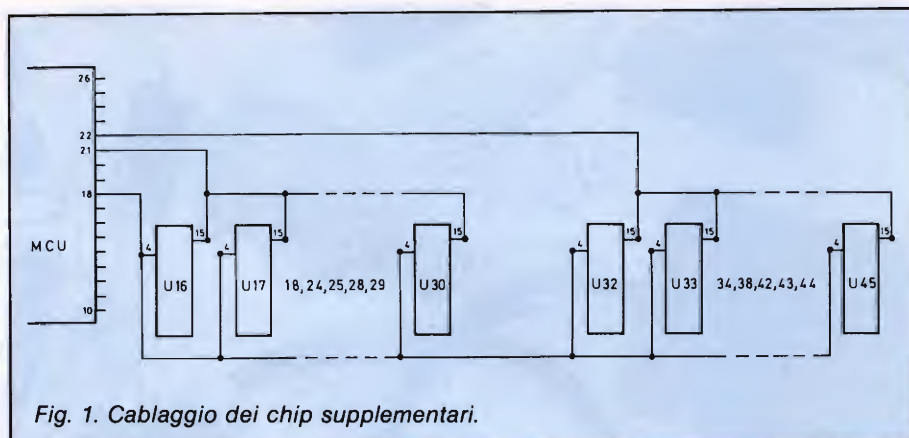 26
22
21
18
MCU
10
4
15
U16
4
15
U17
18,24,25,28,29
4
15
U30
4
15
U32
4
15
U33
34,38,42,43,44
4
15
U45
Fig. 1. Cablaggio dei chip supplementari.